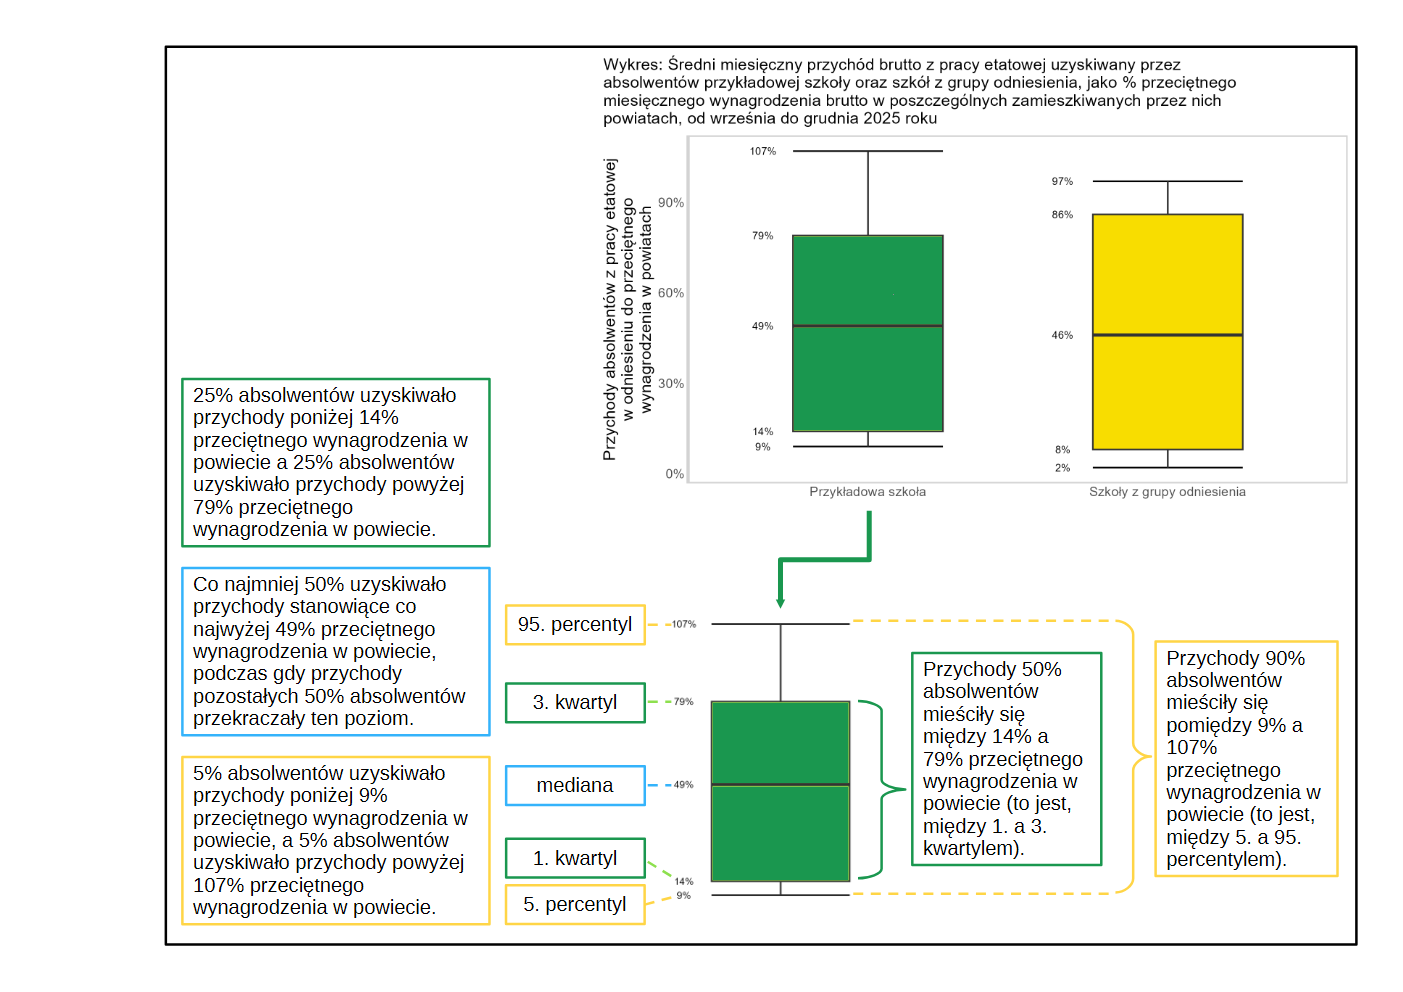 Wykres: Średni miesięczny przychód brutto z pracy etatowej uzyskiwany przez
absolwentów przykładowej szkoły oraz szkół z grupy odniesienia, jako % przeciętnego
miesięcznego wynagrodzenia brutto w poszczególnych zamieszkiwanych przez nich
powiatach, od września do grudnia 2025 roku
Przychody absolwentów z pracy etatowej
w odniesieniu do przeciętnego
wynagrodzenia w powiatach
90%
60%
30%
0%
107%
79%
49%
14%
9%
97%
86%
46%
8%
2%
Przykładowa szkoła
Szkoły z grupy odniesienia
25% absolwentów uzyskiwało
przychody poniżej 14%
przeciętnego wynagrodzenia w
powiecie a 25% absolwentów
uzyskiwało przychody powyżej
79% przeciętnego
wynagrodzenia w powiecie.
Co najmniej 50% uzyskiwało
przychody stanowiące co
najwyżej 49% przeciętnego
wynagrodzenia w powiecie,
podczas gdy przychody
pozostałych 50% absolwentów
przekraczały ten poziom.
5% absolwentów uzyskiwało
przychody poniżej 9%
przeciętnego wynagrodzenia w
powiecie, a 5% absolwentów
uzyskiwało przychody powyżej
107% przeciętnego
wynagrodzenia w powiecie.
95. percentyl
3. kwartyl
mediana
1. kwartyl
5. percentyl
107%
79%
49%
14%
9%
Przychody 50%
absolwentów
mieściły się
między 14% a
79% przeciętnego
wynagrodzenia w
powiecie (to jest,
między 1. a 3.
kwartylem).
Przychody 90%
absolwentów
mieściły się
pomiędzy 9% a
107%
przeciętnego
wynagrodzenia w
powiecie (to jest,
między 5. a 95.
percentylem).